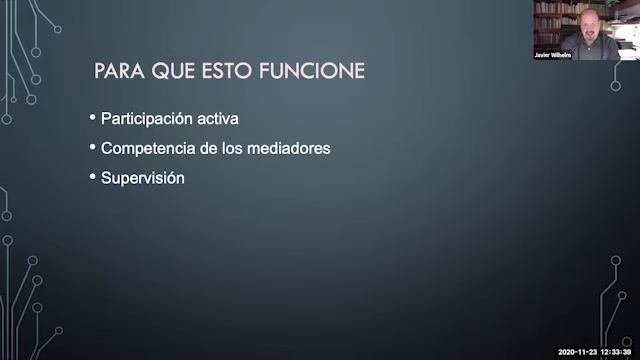 PARA QUE ESTO FUNCIONE
• Participación activa
• Competencia de los mediadores
• Supervisión
Javier Wilhelm
2020-11-23 12:33:39